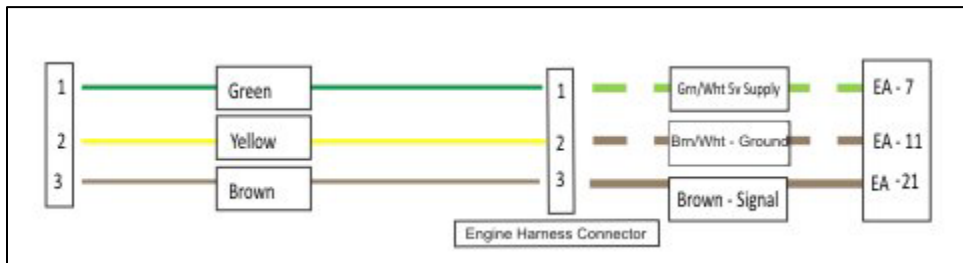 1 Green 1 Grn/Wht 5v Supply EA - 7
2 Yellow 2 Brn/Wht - Ground EA - 11
3 Brown 3 Brown - Signal EA -21
Engine Harness Connector